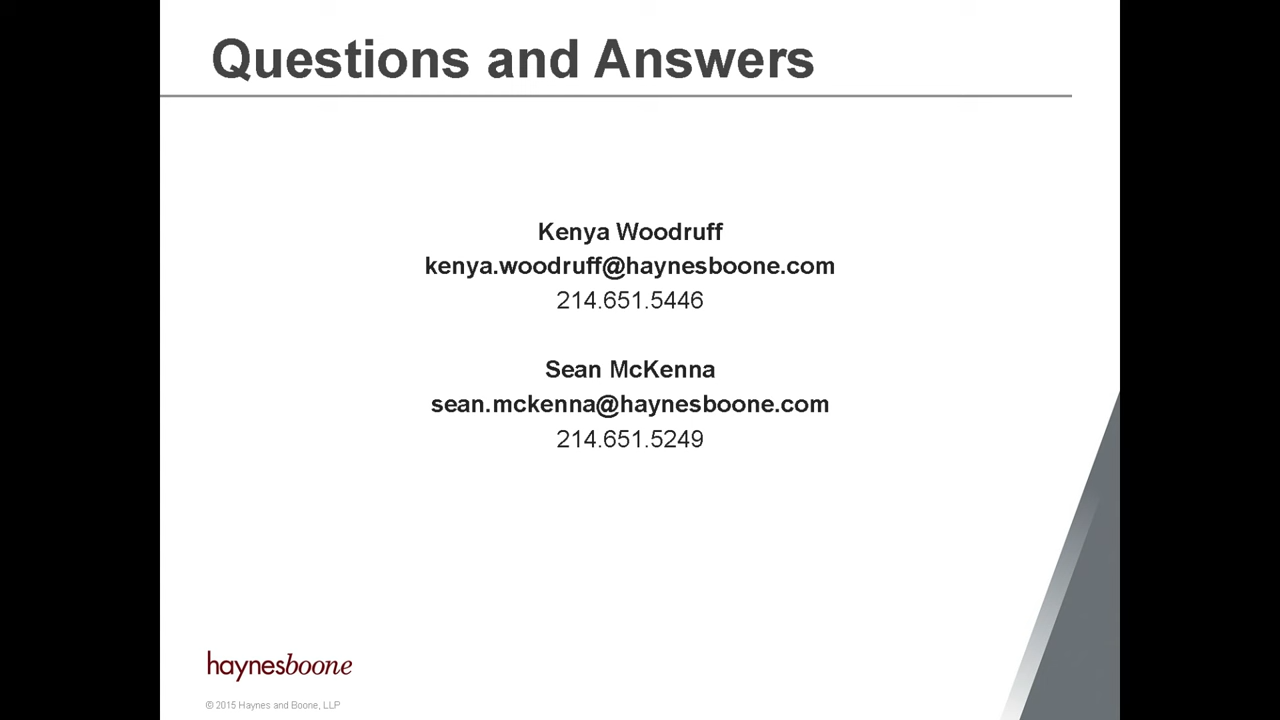 Questions and Answers
Kenya Woodruff
kenya.woodruff@haynesboone.com
214.651.5446
Sean McKenna
sean.mckenna@haynesboone.com
214.651.5249
haynesboone
© 2015 Haynes and Boone, LLP